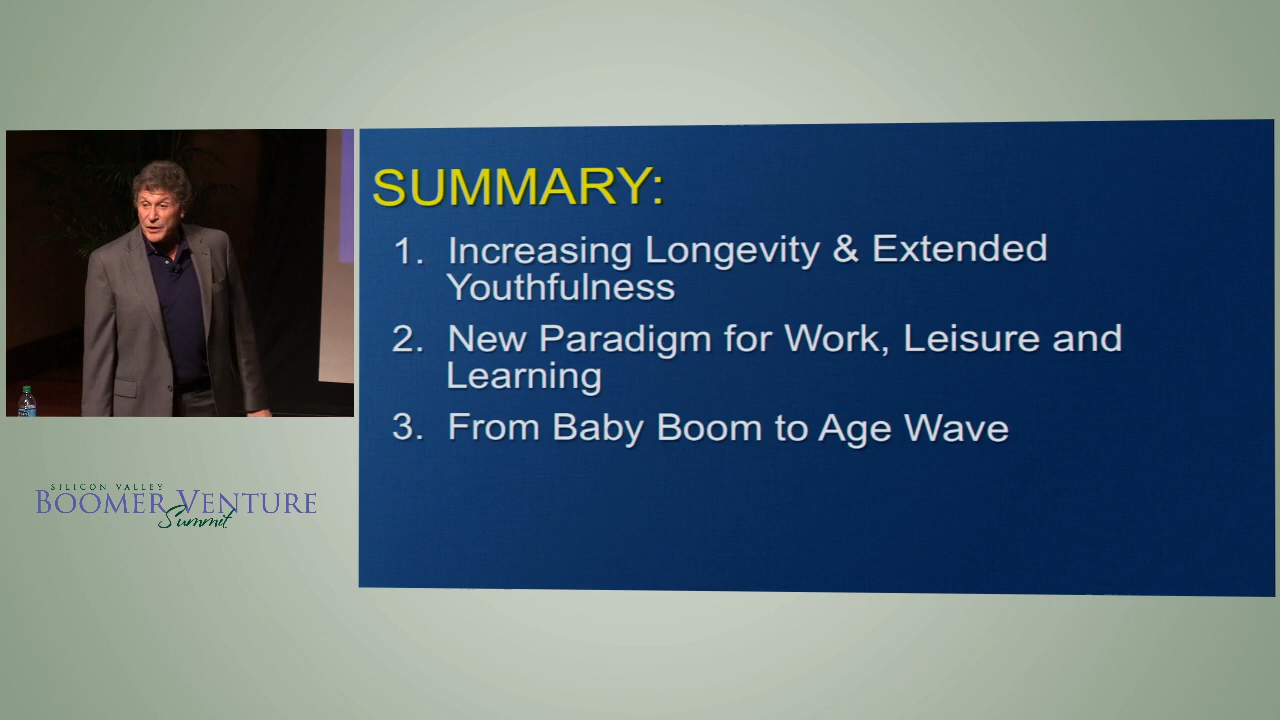 SUMMARY:
1. Increasing Longevity & Extended
Youthfulness
2. New Paradigm for Work, Leisure and
Learning
3. From Baby Boom to Age Wave
SILICON VALLEY
BOOMER VENTURE
Summit